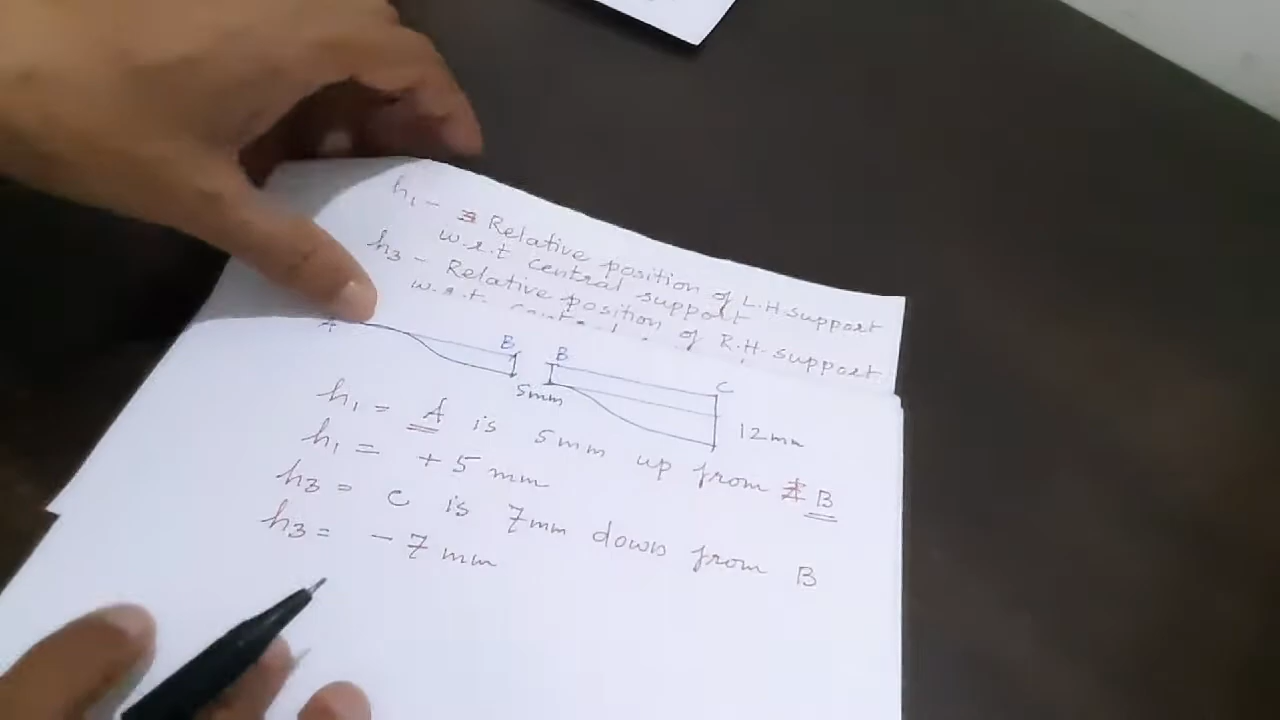 h₁ - Relative position of L.H. support
w.r.t central support
h₃ - Relative position of R.H. support
w.r.t.
A
B
B
C
5mm
12mm
h₁ = A is 5mm up from B
h₁ = + 5 mm
h₃ = C is 7mm down from B
h₃ = - 7 mm